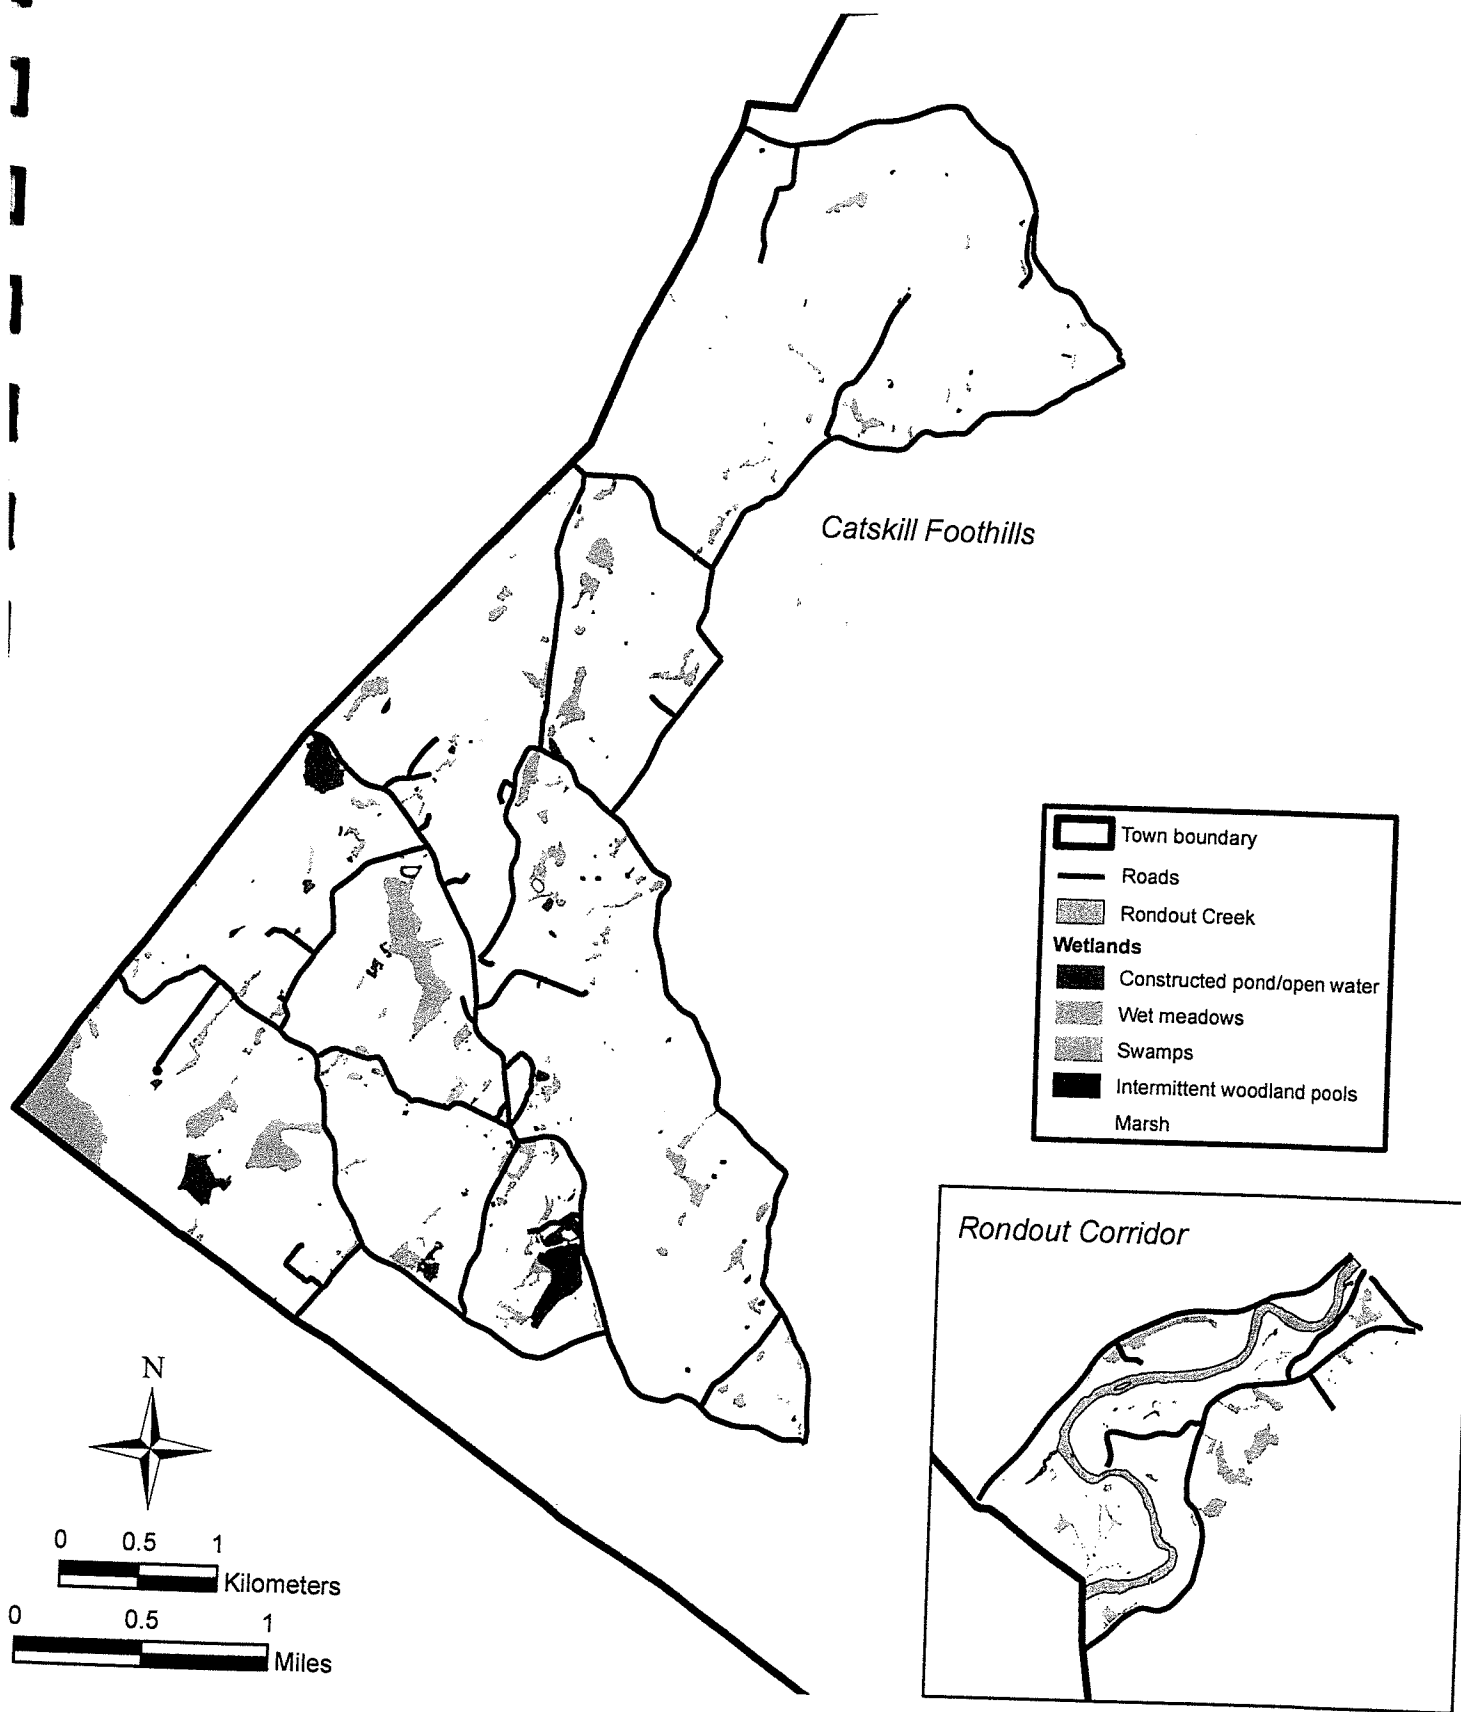 Catskill Foothills
Town boundary
Roads
Rondout Creek
Wetlands
Constructed pond/open water
Wet meadows
Swamps
Intermittent woodland pools
Marsh
Rondout Corridor
N
0 0.5 1
Kilometers
0 0.5 1
Miles